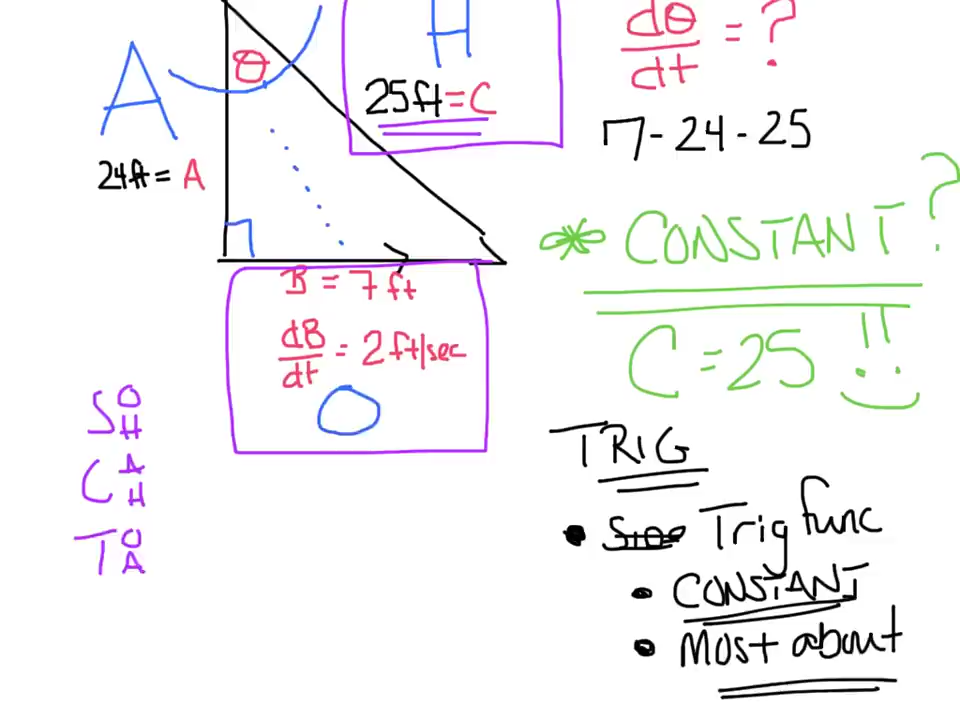 H
dθ/dt = ?
A
θ
25ft = C
7 - 24 - 25
24ft = A
* CONSTANT?
B = 7 ft
dB/dt = 2 ft/sec
C = 25
O
S O/H
C A/H
T O/A
TRIG
• Trig func
• CONSTANT
• Most about